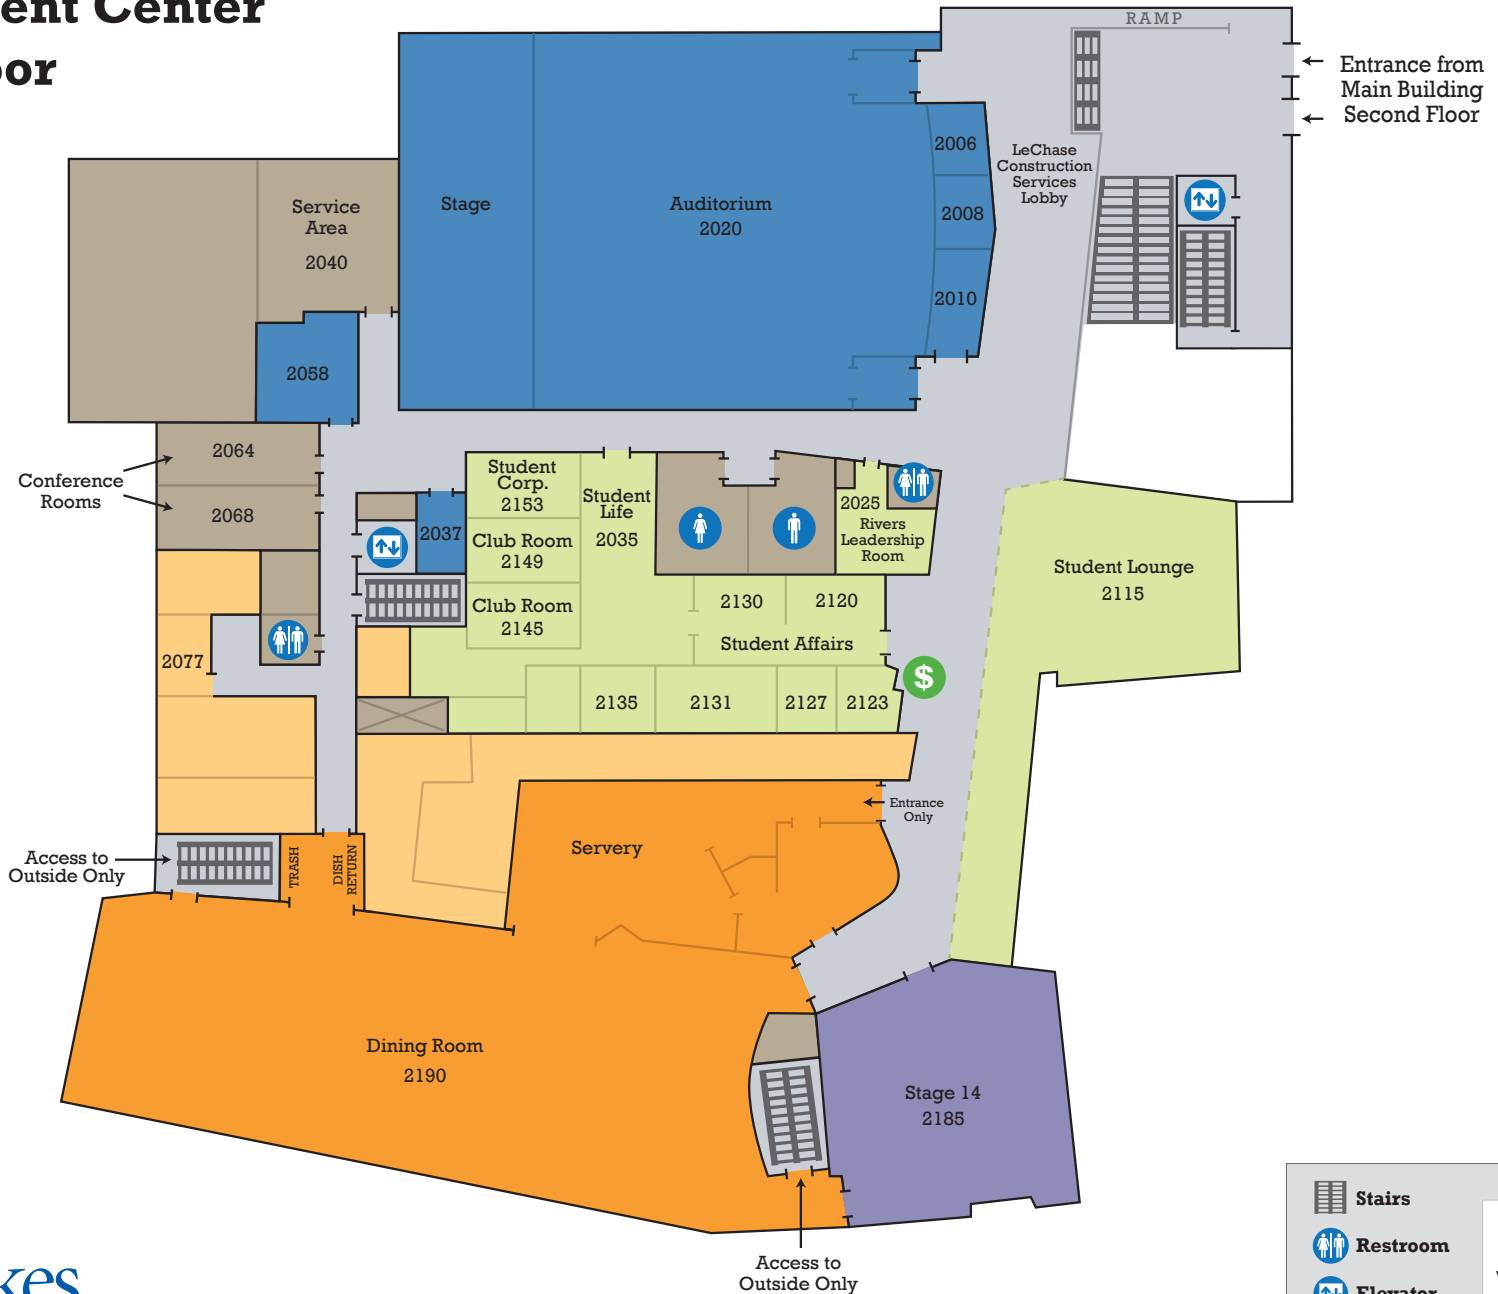 ent Center
oor
RAMP
Entrance from
Main Building
Second Floor
LeChase
Construction
Services
Lobby
2006
2008
2010
Stage
Auditorium
2020
Service
Area
2040
2058
2064
Conference
Rooms
2068
2037
Student
Corp.
2153
Club Room
2149
Club Room
2145
Student
Life
2035
2025
Rivers
Leadership
Room
2130
2120
Student Affairs
2135
2131
2127
2123
$
Student Lounge
2115
2077
Entrance
Only
Servery
Access to
Outside Only
TRASH
DISH
RETURN
Dining Room
2190
Stage 14
2185
Access to
Outside Only
Stairs
Restroom
Elevator
kes